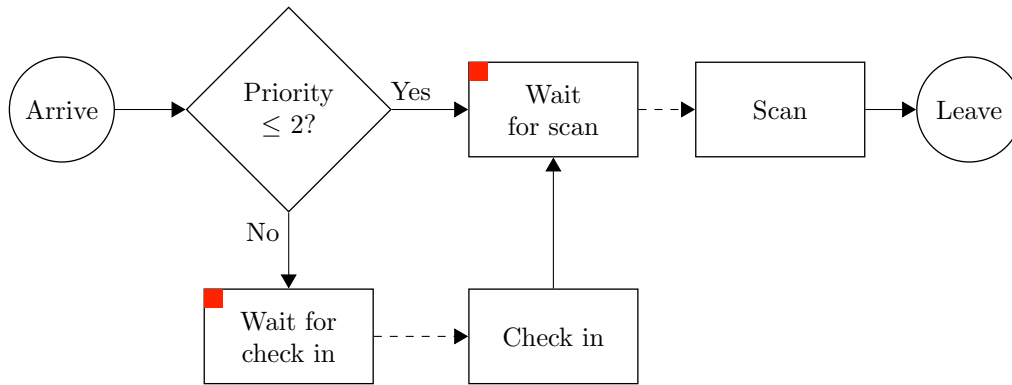 Arrive
Priority
≤ 2?
Yes
Wait
for scan
Scan
Leave
No
Wait for
check in
Check in